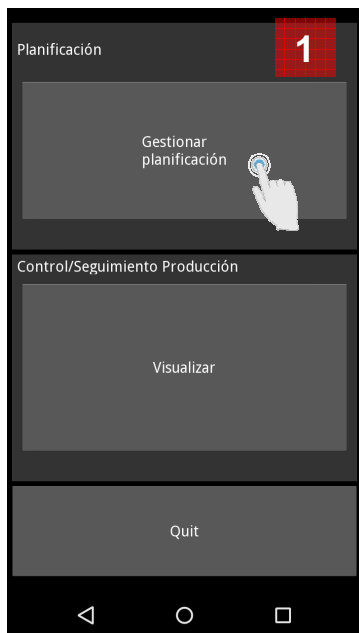 Planificación
1
Gestionar
planificación
Control/Seguimiento Producción
Visualizar
Quit